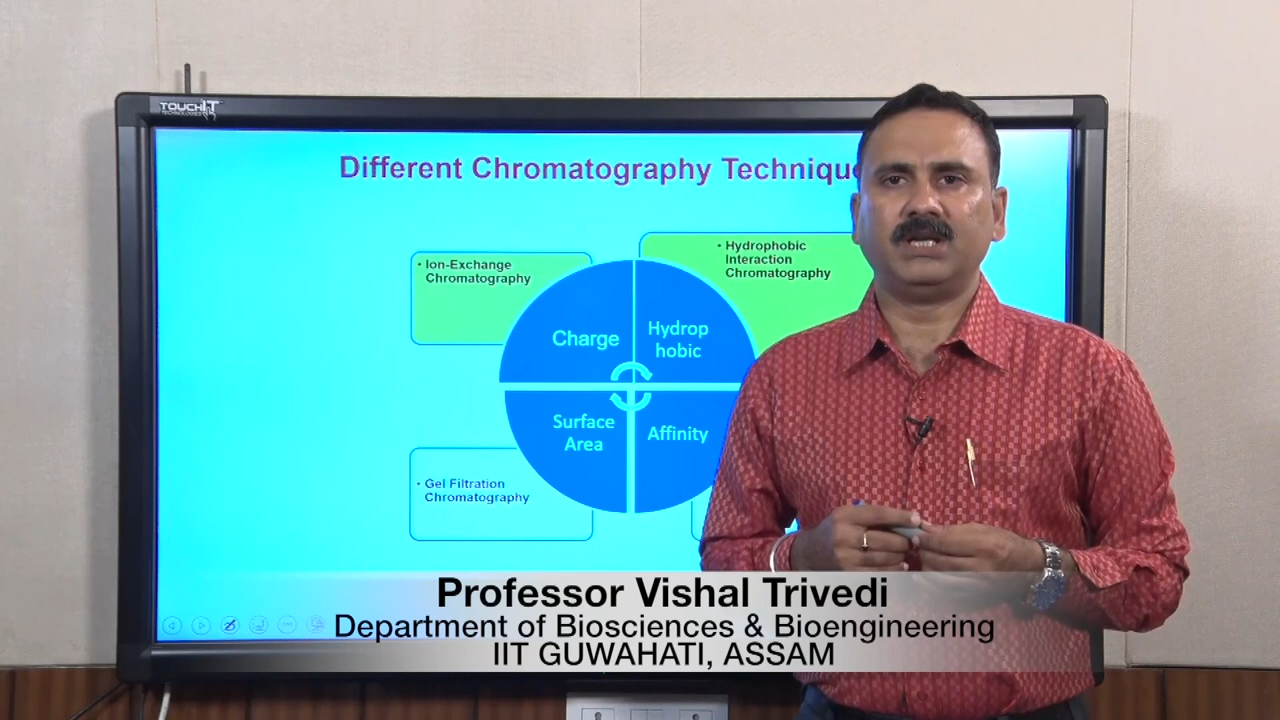 TOUCHIT
TECHNOLOGIES
Different Chromatography
• Ion-Exchange
Chromatography
• Hydrophobic
Interaction
Chromatography
Charge
Hydrop
hobic
Surface
Area
Affinity
• Gel Filtration
Chromatography
Professor Vishal Trivedi
Department of Biosciences & Bioengineering
IIT GUWAHATI, ASSAM